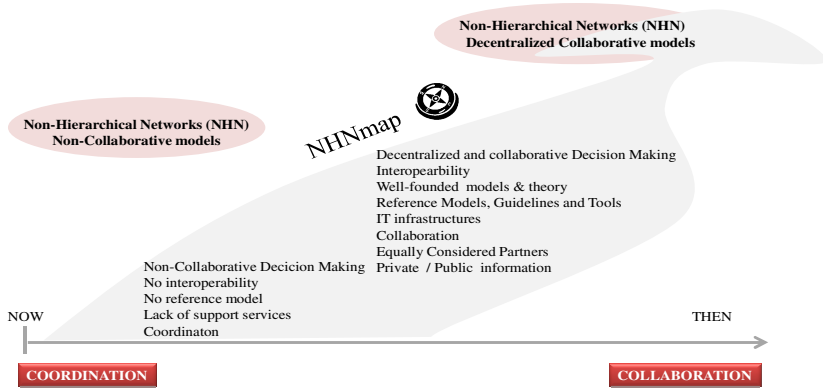 Non-Hierarchical Networks (NHN)
Decentralized Collaborative models
Non-Hierarchical Networks (NHN)
Non-Collaborative models
NHNmap
Decentralized and collaborative Decision Making
Interopearbility
Well-founded models & theory
Reference Models, Guidelines and Tools
IT infrastructures
Collaboration
Equally Considered Partners
Private / Public information
Non-Collaborative Decicion Making
No interoperability
No reference model
Lack of support services
Coordinaton
NOW
THEN
COORDINATION
COLLABORATION